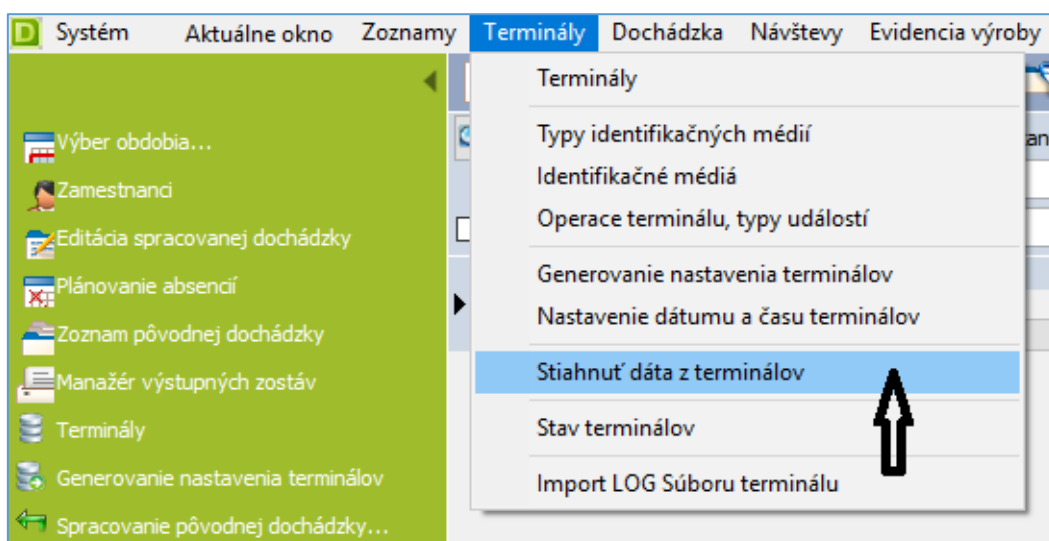 D Systém Aktuálne okno Zoznamy Terminály Dochádzka Návštevy Evidencia výroby
Výber obdobia...
Zamestnanci
Editácia spracovanej dochádzky
Plánovanie absencií
Zoznam pôvodnej dochádzky
Manažér výstupných zostáv
Terminály
Generovanie nastavenia terminálov
Spracovanie pôvodnej dochádzky...
Terminály
Typy identifikačných médií
Identifikačné médiá
Operace terminálu, typy událostí
Generovanie nastavenia terminálov
Nastavenie dátumu a času terminálov
Stiahnuť dáta z terminálov
Stav terminálov
Import LOG Súboru terminálu